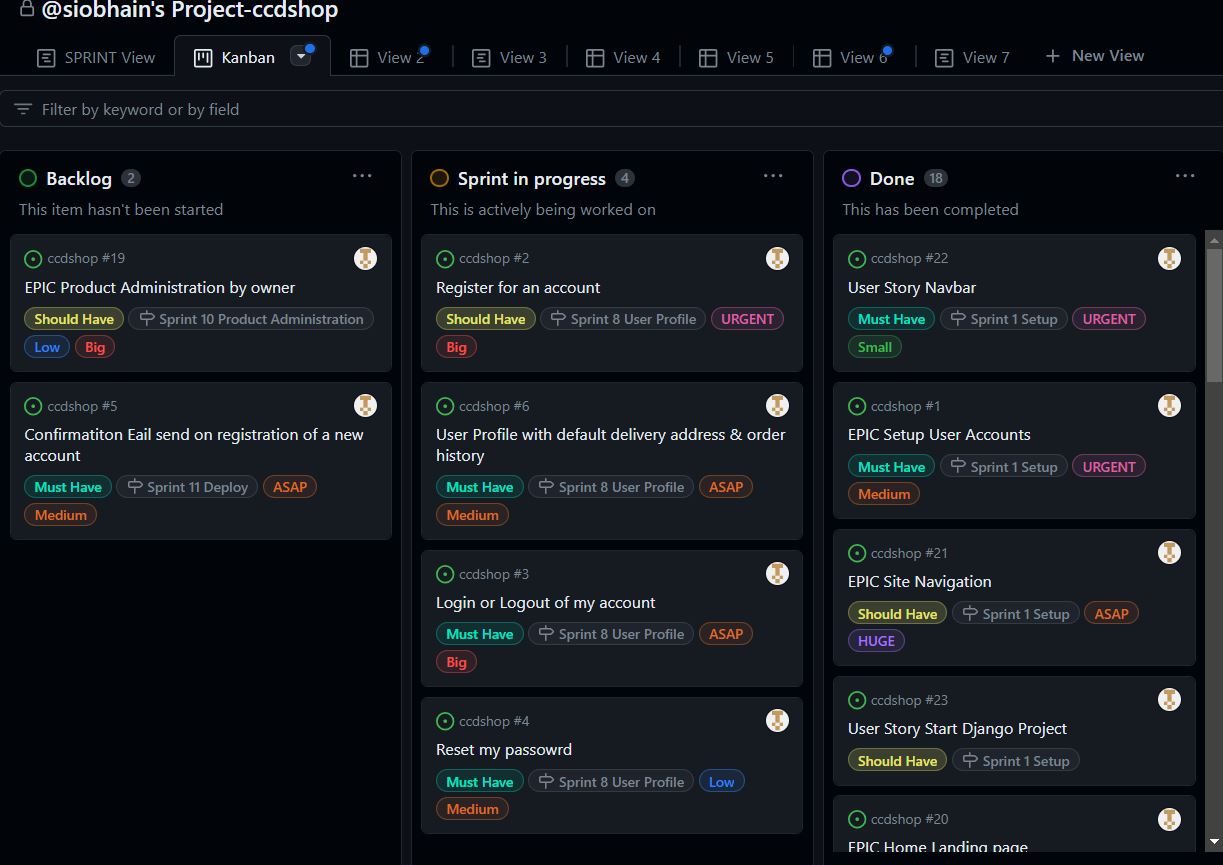 @siobhain's Project-ccdshop
SPRINT View
Kanban
View 2
View 3
View 4
View 5
View 6
View 7
New View
Filter by keyword or by field
Backlog 2
This item hasn't been started
ccdshop #19
EPIC Product Administration by owner
Should Have Sprint 10 Product Administration
Low Big
ccdshop #5
Confirmatiton Eail send on registration of a new
account
Must Have Sprint 11 Deploy ASAP
Medium
Sprint in progress 4
This is actively being worked on
ccdshop #2
Register for an account
Should Have Sprint 8 User Profile URGENT
Big
ccdshop #6
User Profile with default delivery address & order
history
Must Have Sprint 8 User Profile ASAP
Medium
ccdshop #3
Login or Logout of my account
Must Have Sprint 8 User Profile ASAP
Big
ccdshop #4
Reset my passowrd
Must Have Sprint 8 User Profile Low
Medium
Done 18
This has been completed
ccdshop #22
User Story Navbar
Must Have Sprint 1 Setup URGENT
Small
ccdshop #1
EPIC Setup User Accounts
Must Have Sprint 1 Setup URGENT
Medium
ccdshop #21
EPIC Site Navigation
Should Have Sprint 1 Setup ASAP
HUGE
ccdshop #23
User Story Start Django Project
Should Have Sprint 1 Setup
ccdshop #20
EPIC Home Landing page